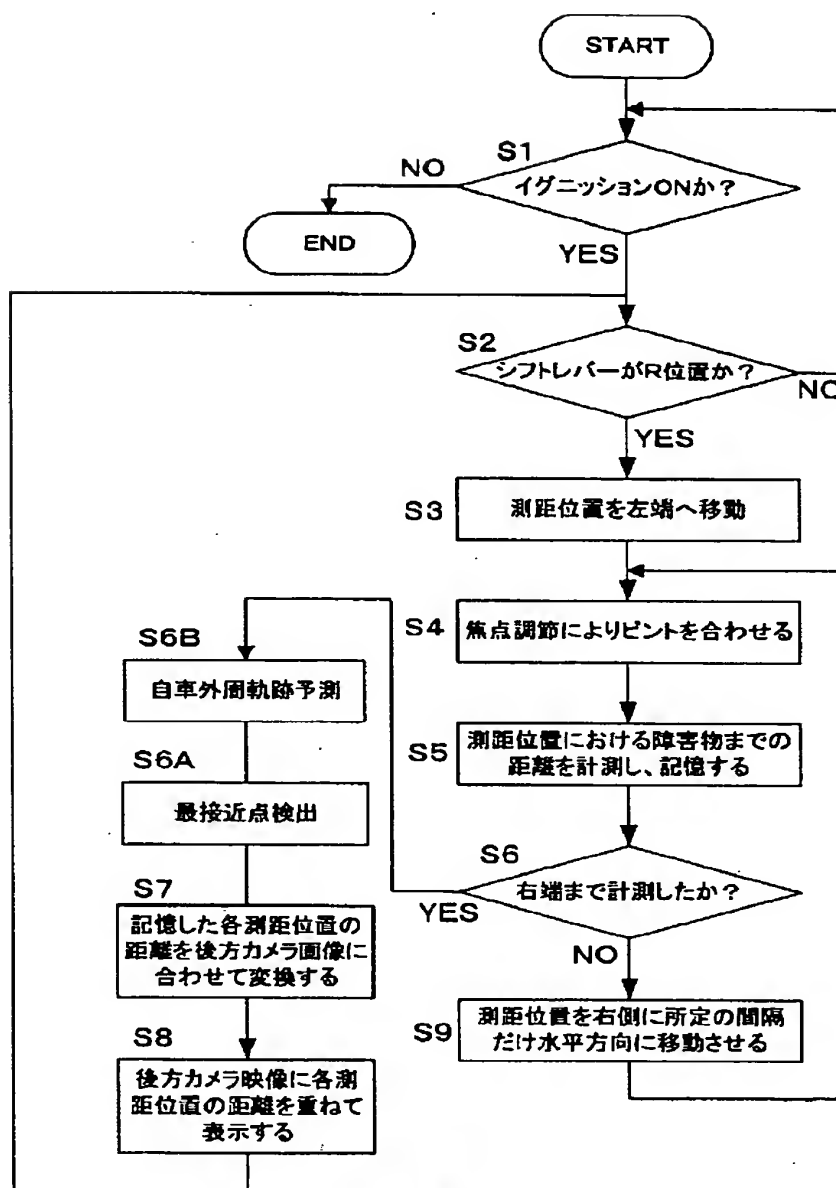 START
S1
イグニッションONか？
NO
END
YES
S2
シフトレバーがR位置か？
NO
YES
S3
測距位置を左端へ移動
S4
焦点調節によりピントを合わせる
S5
測距位置における障害物までの
距離を計測し、記憶する
S6
右端まで計測したか？
YES
NO
S9
測距位置を右側に所定の間隔
だけ水平方向に移動させる
S6B
自車外周軌跡予測
S6A
最接近点検出
S7
記憶した各測距位置の
距離を後方カメラ画像に
合わせて変換する
S8
後方カメラ映像に各測
距位置の距離を重ねて
表示する